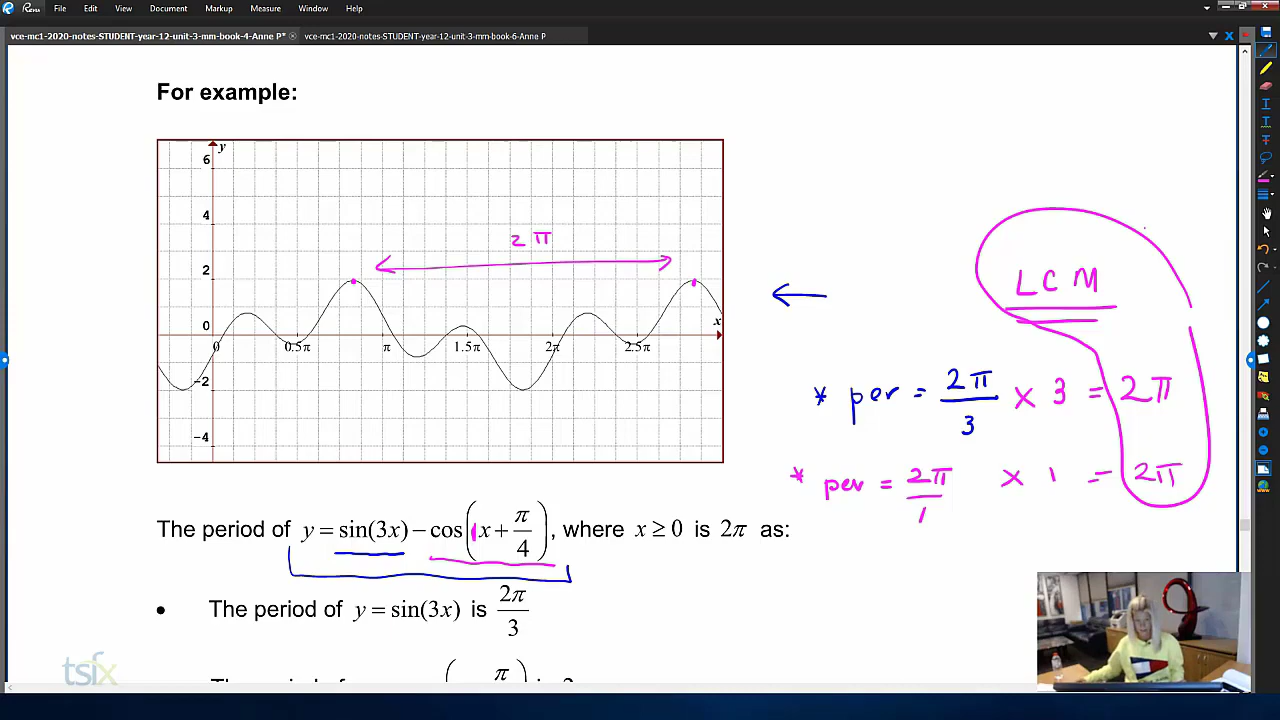 File Edit View Document Markup Measure Window Help
vce-mc1-2020-notes-STUDENT-year-12-unit-3-mm-book-4-Anne P* vce-mc1-2020-notes-STUDENT-year-12-unit-3-mm-book-6-Anne P
For example:
y
6
4
2
0
-2
-4
0 0.5π π 1.5π 2π 2.5π x
2π
LCM
* per = 2π/3 × 3 = 2π
* per = 2π/1 × 1 = 2π
The period of y = sin(3x) − cos(1x + π/4), where x ≥ 0 is 2π as:
• The period of y = sin(3x) is 2π/3
tsfx